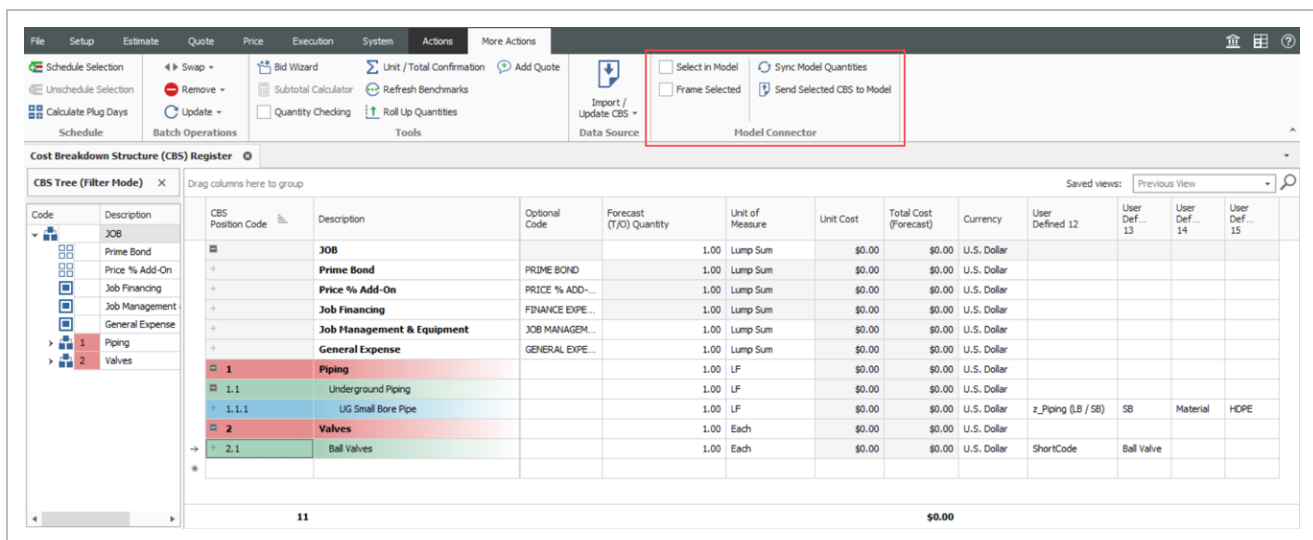 File Setup Estimate Quote Price Execution System Actions More Actions
Schedule Selection Swap Bid Wizard Unit / Total Confirmation Add Quote Select in Model Sync Model Quantities
Unschedule Selection Remove Subtotal Calculator Refresh Benchmarks Import / Update CBS Frame Selected Send Selected CBS to Model
Calculate Plug Days Update Quantity Checking Roll Up Quantities
Schedule Batch Operations Tools Data Source Model Connector
Cost Breakdown Structure (CBS) Register
CBS Tree (Filter Mode) Drag columns here to group Saved views: Previous View
Code Description CBS Position Code Description Optional Code Forecast (T/O) Quantity Unit of Measure Unit Cost Total Cost (Forecast) Currency User Defined 12 User Def... 13 User Def... 14 User Def... 15
JOB JOB 1.00 Lump Sum $0.00 $0.00 U.S. Dollar
Prime Bond Prime Bond PRIME BOND 1.00 Lump Sum $0.00 $0.00 U.S. Dollar
Price % Add-On Price % Add-On PRICE % ADD-... 1.00 Lump Sum $0.00 $0.00 U.S. Dollar
Job Financing Job Financing FINANCE EXPE... 1.00 Lump Sum $0.00 $0.00 U.S. Dollar
Job Management Job Management & Equipment JOB MANAGEM... 1.00 Lump Sum $0.00 $0.00 U.S. Dollar
General Expense General Expense GENERAL EXPE... 1.00 Lump Sum $0.00 $0.00 U.S. Dollar
1 Piping 1 Piping 1.00 LF $0.00 $0.00 U.S. Dollar
2 Valves 1.1 Underground Piping 1.00 LF $0.00 $0.00 U.S. Dollar
1.1.1 UG Small Bore Pipe 1.00 LF $0.00 $0.00 U.S. Dollar z_Piping (LB / SB) SB Material HDPE
2 Valves 1.00 Each $0.00 $0.00 U.S. Dollar
2.1 Ball Valves 1.00 Each $0.00 $0.00 U.S. Dollar ShortCode Ball Valve
11 $0.00